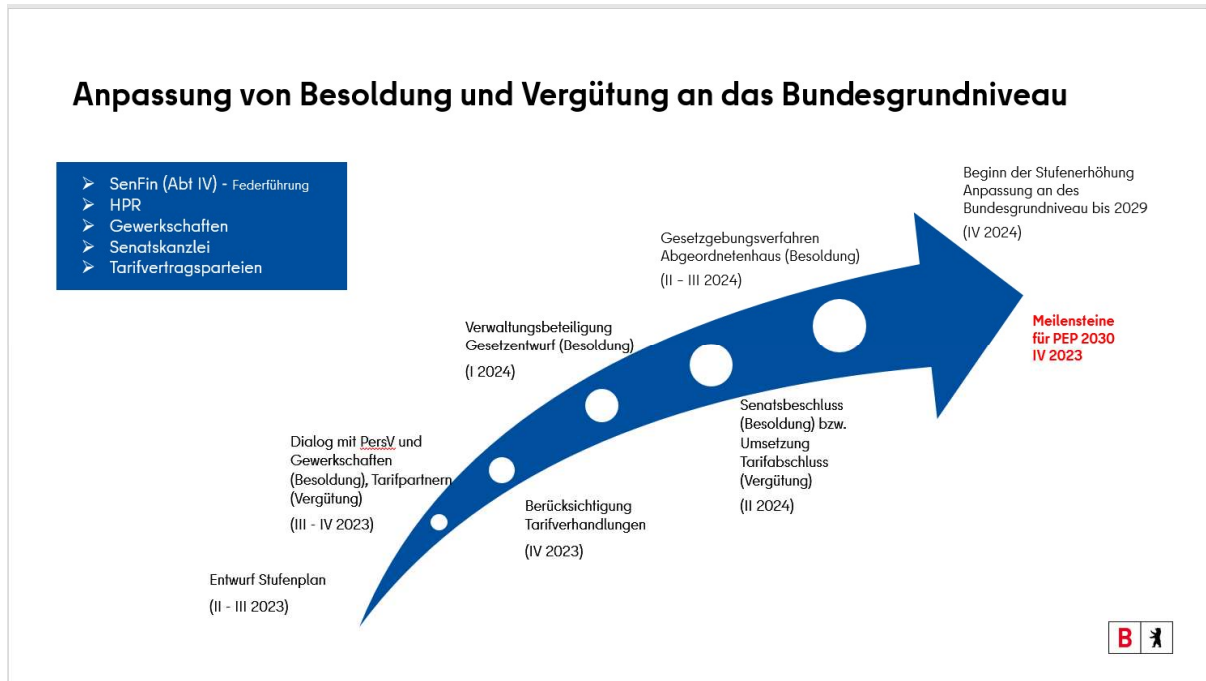 Anpassung von Besoldung und Vergütung an das Bundesgrundniveau
➢ SenFin (Abt IV) - Federführung
➢ HPR
➢ Gewerkschaften
➢ Senatskanzlei
➢ Tarifvertragsparteien
Entwurf Stufenplan
(II - III 2023)
Dialog mit PersV und
Gewerkschaften
(Besoldung), Tarifpartnern
(Vergütung)
(III - IV 2023)
Berücksichtigung
Tarifverhandlungen
(IV 2023)
Verwaltungsbeteiligung
Gesetzentwurf (Besoldung)
(I 2024)
Senatsbeschluss
(Besoldung) bzw.
Umsetzung
Tarifabschluss
(Vergütung)
(II 2024)
Gesetzgebungsverfahren
Abgeordnetenhaus (Besoldung)
(II – III 2024)
Beginn der Stufenerhöhung
Anpassung an des
Bundesgrundniveau bis 2029
(IV 2024)
Meilensteine
für PEP 2030
IV 2023
B